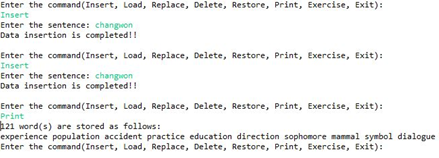 Enter the command(Insert, Load, Replace, Delete, Restore, Print, Exercise, Exit):
Insert
Enter the sentence: changwon
Data insertion is completed!!
Enter the command(Insert, Load, Replace, Delete, Restore, Print, Exercise, Exit):
Insert
Enter the sentence: changwon
Data insertion is completed!!
Enter the command(Insert, Load, Replace, Delete, Restore, Print, Exercise, Exit):
Print
121 word(s) are stored as follows:
experience population accident practice education direction sophomore mammal symbol dialogue
Enter the command(Insert, Load, Replace, Delete, Restore, Print, Exercise, Exit):